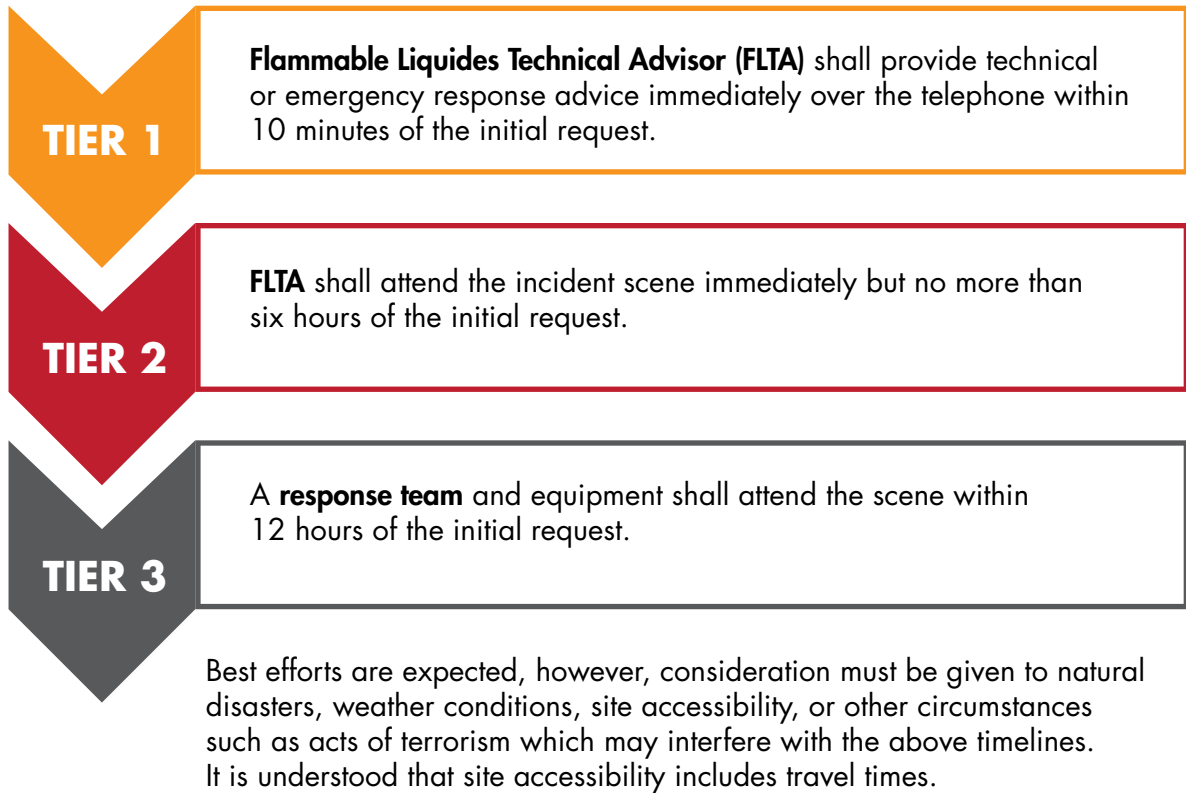 TIER 1
Flammable Liquides Technical Advisor (FLTA) shall provide technical
or emergency response advice immediately over the telephone within
10 minutes of the initial request.
TIER 2
FLTA shall attend the incident scene immediately but no more than
six hours of the initial request.
TIER 3
A response team and equipment shall attend the scene within
12 hours of the initial request.
Best efforts are expected, however, consideration must be given to natural
disasters, weather conditions, site accessibility, or other circumstances
such as acts of terrorism which may interfere with the above timelines.
It is understood that site accessibility includes travel times.